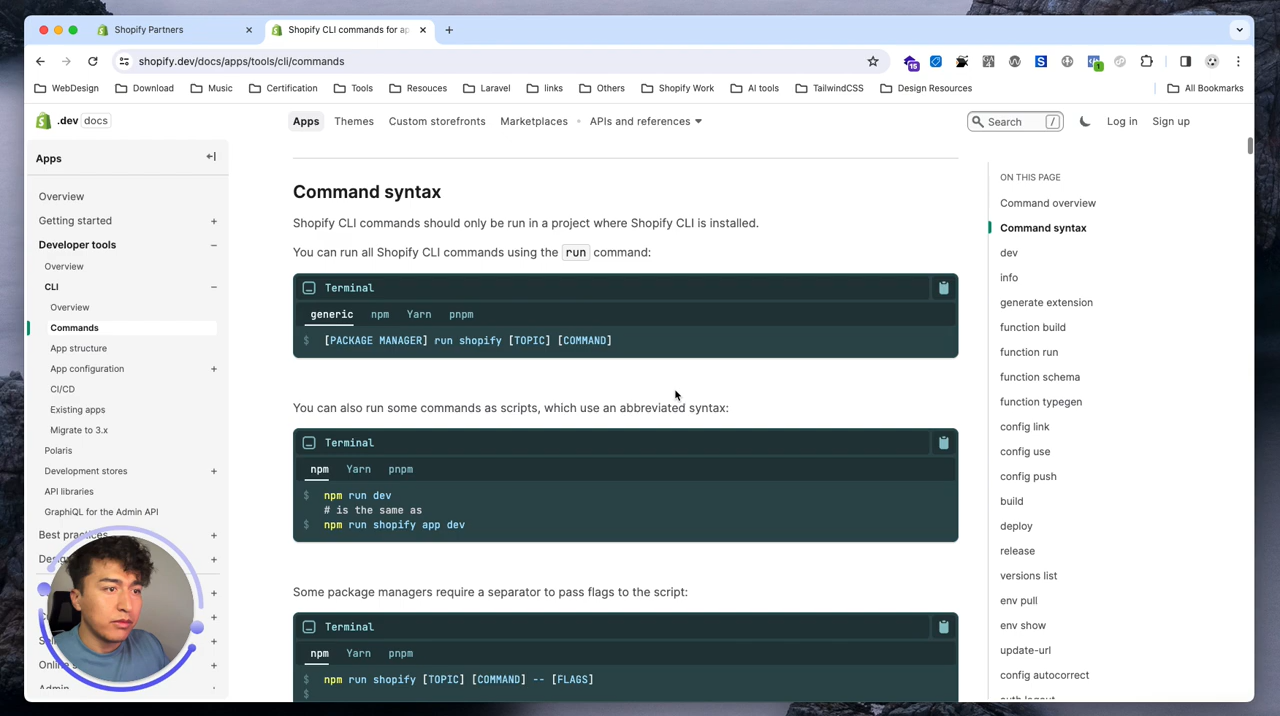 Shopify Partners
Shopify CLI commands for ap
shopify.dev/docs/apps/tools/cli/commands
15
1
WebDesign
Download
Music
Certification
Tools
Resouces
Laravel
links
Others
Shopify Work
AI tools
TailwindCSS
Design Resources
All Bookmarks
.dev docs
Apps
Themes
Custom storefronts
Marketplaces
APIs and references
Search /
Log in
Sign up
Apps
Overview
Getting started
Developer tools
Overview
CLI
Overview
Commands
App structure
App configuration
CI/CD
Existing apps
Migrate to 3.x
Polaris
Development stores
API libraries
GraphiQL for the Admin API
Best practices
Command syntax
Shopify CLI commands should only be run in a project where Shopify CLI is installed.
You can run all Shopify CLI commands using the run command:
Terminal
generic npm Yarn pnpm
$ [PACKAGE MANAGER] run shopify [TOPIC] [COMMAND]
You can also run some commands as scripts, which use an abbreviated syntax:
Terminal
npm Yarn pnpm
$ npm run dev
# is the same as
$ npm run shopify app dev
Some package managers require a separator to pass flags to the script:
Terminal
npm Yarn pnpm
$ npm run shopify [TOPIC] [COMMAND] -- [FLAGS]
$
ON THIS PAGE
Command overview
Command syntax
dev
info
generate extension
function build
function run
function schema
function typegen
config link
config use
config push
build
deploy
release
versions list
env pull
env show
update-url
config autocorrect
auth logout